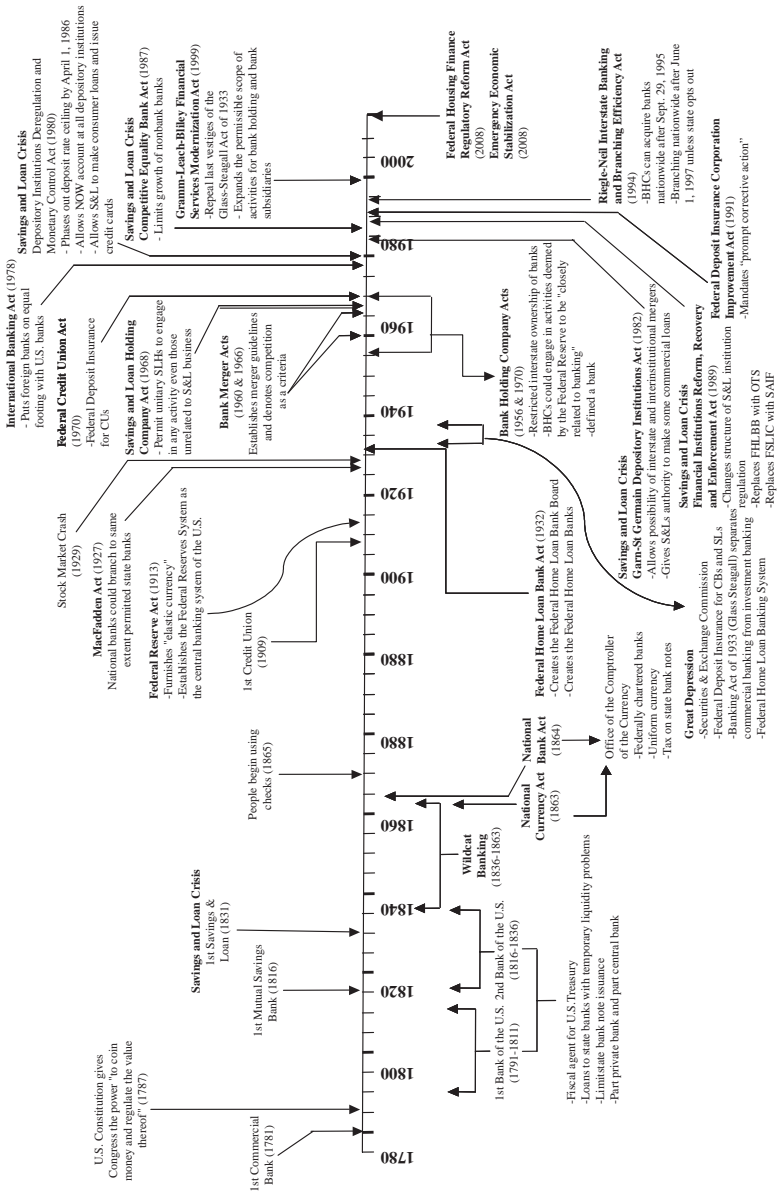 U.S. Constitution gives
Congress the power "to coin
money and regulate the value
thereof" (1787)
1st Commercial
Bank (1781)
1st Mutual Savings
Bank (1816)
Savings and Loan Crisis
1st Savings &
Loan (1831)
People begin using
checks (1865)
1st Credit Union
(1909)
Federal Reserve Act (1913)
-Furnishes "elastic currency"
-Establishes the Federal Reserves System as
the central banking system of the U.S.
MacFadden Act (1927)
National banks could branch to same
extent permitted state banks
Stock Market Crash
(1929)
Bank Merger Acts
(1960 & 1966)
Establishes merger guidelines
and denotes competition
as a criteria
Savings and Loan Holding
Company Act (1968)
- Permit unitary SLHs to engage
in any activity even those
unrelated to S&L business
Federal Credit Union Act
(1970)
-Federal Deposit Insurance
for CUs
International Banking Act (1978)
- Puts foreign banks on equal
footing with U.S. banks
Savings and Loan Crisis
Depository Institutions Deregulation and
Monetary Control Act (1980)
- Phases out deposit rate ceiling by April 1, 1986
- Allows NOW account at all depository institutions
- Allows S&L to make consumer loans and issue
credit cards
Savings and Loan Crisis
Competitive Equality Bank Act (1987)
- Limits growth of nonbank banks
Gramm-Leach-Bliley Financial
Services Modernization Act (1999)
-Repeal last vestiges of the
Glass-Steagall Act of 1933
- Expands the permissible scope of
activities for bank holding and bank
subsidiaries
1780
1800
1820
1840
1860
1880
1880
1900
1920
1940
1960
1980
2000
1st Bank of the U.S.
(1791-1811)
2nd Bank of the U.S.
(1816-1836)
-Fiscal agent for U.S.Treasury
-Loans to state banks with temporary liquidity problems
-Limitstate bank note issuance
-Part private bank and part central bank
Wildcat
Banking
(1836-1863)
National
Currency Act
(1863)
National
Bank Act
(1864)
Office of the Comptroller
of the Currency
-Federally chartered banks
-Uniform currency
-Tax on state bank notes
Federal Home Loan Bank Act (1932)
-Creates the Federal Home Loan Bank Board
- Creates the Federal Home Loan Banks
Great Depression
-Securities & Exchange Commission
-Federal Deposit Insurance for CBs and SLs
-Banking Act of 1933 (Glass Steagall) separates
commercial banking from investment banking
-Federal Home Loan Banking System
Bank Holding Company Acts
(1956 & 1970)
-Restricted interstate ownership of banks
-BHCs could engage in activities deemed
by the Federal Reserve to be "closely
related to banking"
-defined a bank
Savings and Loan Crisis
Garn-St Germain Depository Institutions Act (1982)
-Allows possibility of interstate and interinstitutional mergers
-Gives S&Ls authority to make some commercial loans
Savings and Loan Crisis
Financial Institutions Reform, Recovery
and Enforcement Act (1989)
-Changes structure of S&L institution
regulation
-Replaces FHLBB with OTS
-Replaces FSLIC with SAIF
Federal Deposit Insurance Corporation
Improvement Act (1991)
-Mandates "prompt corrective action"
Riegle-Neil Interstate Banking
and Branching Efficiency Act
(1994)
-BHCs can acquire banks
nationwide after Sept. 29, 1995
-Branching nationwide after June
1, 1997 unless state opts out
Federal Housing Finance
Regulatory Reform Act
(2008)
Emergency Economic
Stabilization Act
(2008)